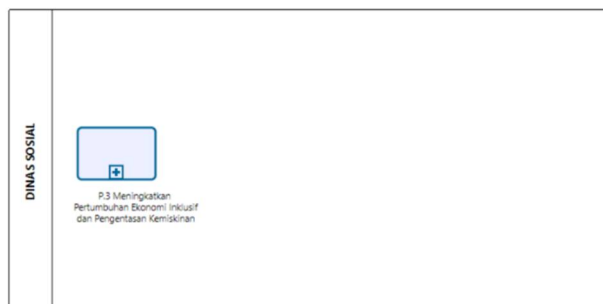 DINAS SOSIAL
P.3 Meningkatkan
Pertumbuhan Ekonomi Inklusif
dan Pengentasan Kemiskinan